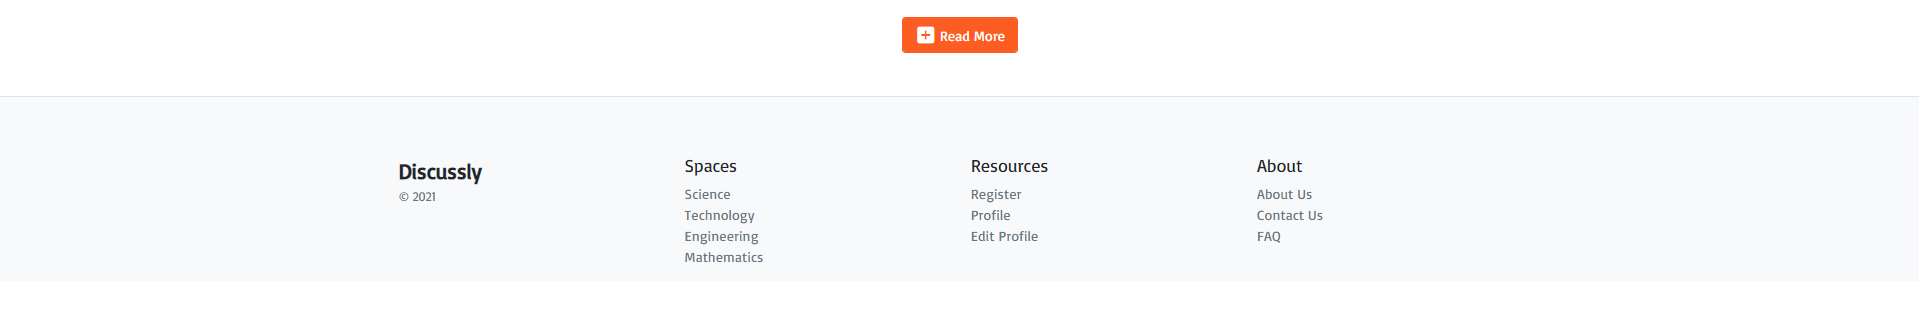 Read More
Discussly
© 2021
Spaces
Science
Technology
Engineering
Mathematics
Resources
Register
Profile
Edit Profile
About
About Us
Contact Us
FAQ